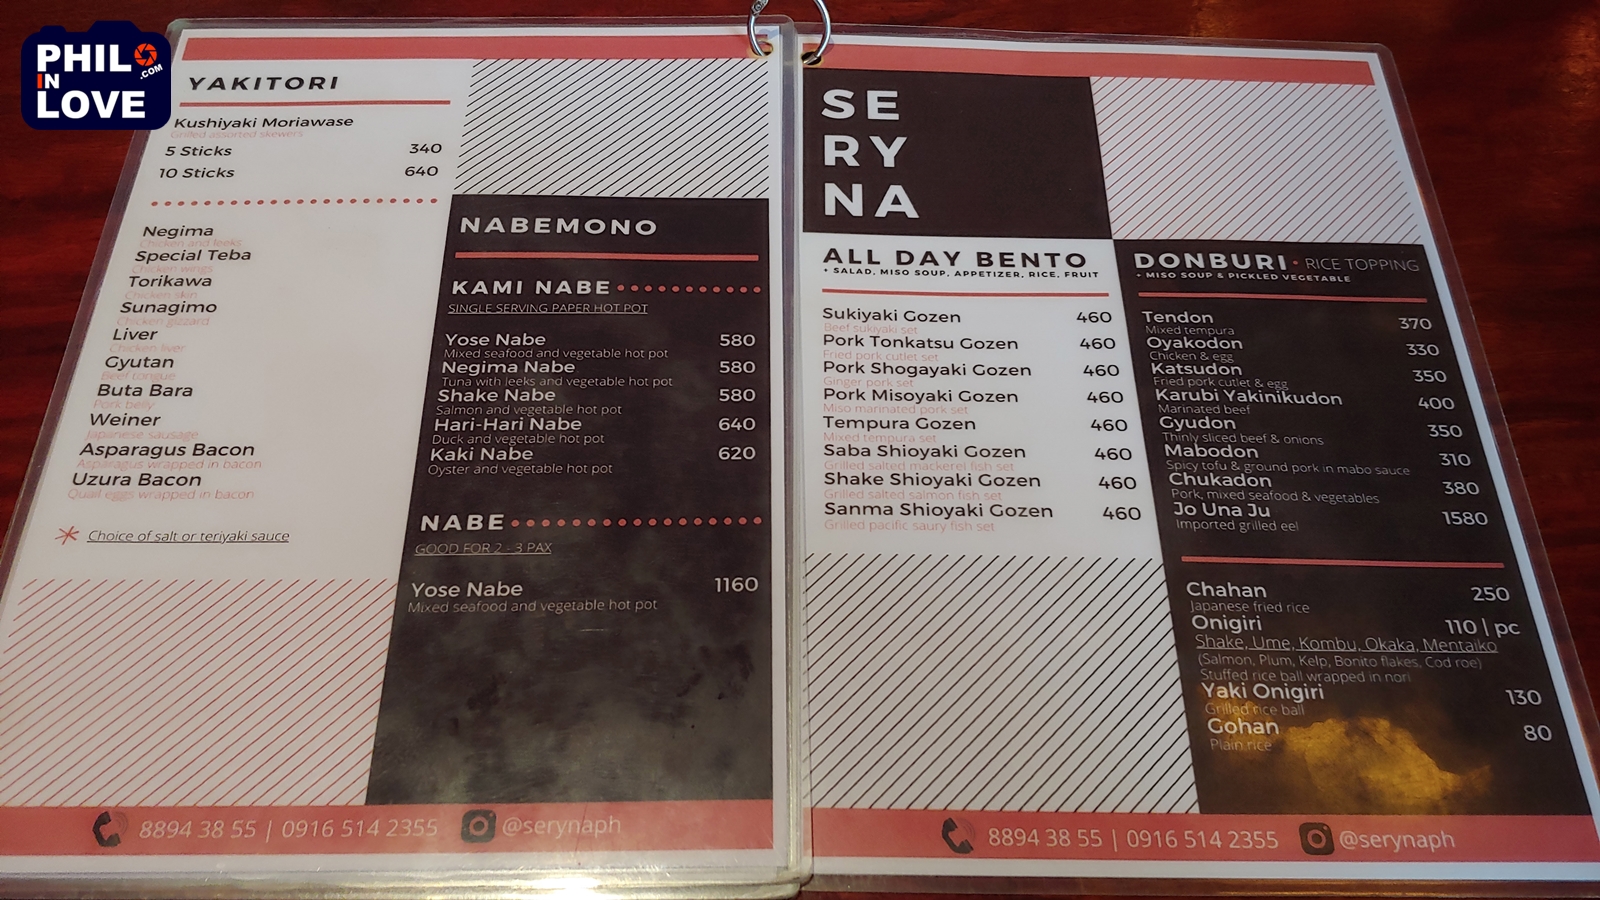 PHIL
IN
.COM
LOVE
YAKITORI
Kushiyaki Moriawase
Grilled assorted skewers
5 Sticks 340
10 Sticks 640
Negima
Chicken and leeks
Special Teba
Chicken wings
Torikawa
Chicken skin
Sunagimo
Chicken gizzard
Liver
Chicken liver
Gyutan
Beef tongue
Buta Bara
Pork belly
Weiner
Japanese sausage
Asparagus Bacon
Asparagus wrapped in bacon
Uzura Bacon
Quail eggs wrapped in bacon
Choice of salt or teriyaki sauce
NABEMONO
KAMI NABE
SINGLE SERVING PAPER HOT POT
Yose Nabe 580
Mixed seafood and vegetable hot pot
Negima Nabe 580
Tuna with leeks and vegetable hot pot
Shake Nabe 580
Salmon and vegetable hot pot
Hari-Hari Nabe 640
Duck and vegetable hot pot
Kaki Nabe 620
Oyster and vegetable hot pot
NABE
GOOD FOR 2 - 3 PAX
Yose Nabe 1160
Mixed seafood and vegetable hot pot
8894 38 55 | 0916 514 2355 @serynaph
SE
RY
NA
ALL DAY BENTO
+ SALAD, MISO SOUP, APPETIZER, RICE, FRUIT
Sukiyaki Gozen 460
Beef sukiyaki set
Pork Tonkatsu Gozen 460
Fried pork cutlet set
Pork Shogayaki Gozen 460
Ginger pork set
Pork Misoyaki Gozen 460
Miso marinated pork set
Tempura Gozen 460
Mixed tempura set
Saba Shioyaki Gozen 460
Grilled salted mackerel fish set
Shake Shioyaki Gozen 460
Grilled salted salmon fish set
Sanma Shioyaki Gozen 460
Grilled pacific saury fish set
DONBURI • RICE TOPPING
+ MISO SOUP & PICKLED VEGETABLE
Tendon 370
Mixed tempura
Oyakodon 330
Chicken & egg
Katsudon 350
Fried pork cutlet & egg
Karubi Yakinikudon 400
Marinated beef
Gyudon 350
Thinly sliced beef & onions
Mabodon 310
Spicy tofu & ground pork in mabo sauce
Chukadon 380
Pork, mixed seafood & vegetables
Jo Una Ju 1580
Imported grilled eel
Chahan 250
Japanese fried rice
Onigiri 110 | pc
Shake, Ume, Kombu, Okaka, Mentaiko
(Salmon, Plum, Kelp, Bonito flakes, Cod roe)
Stuffed rice ball wrapped in nori
Yaki Onigiri 130
Grilled rice ball
Gohan 80
Plain rice
8894 38 55 | 0916 514 2355 @serynaph